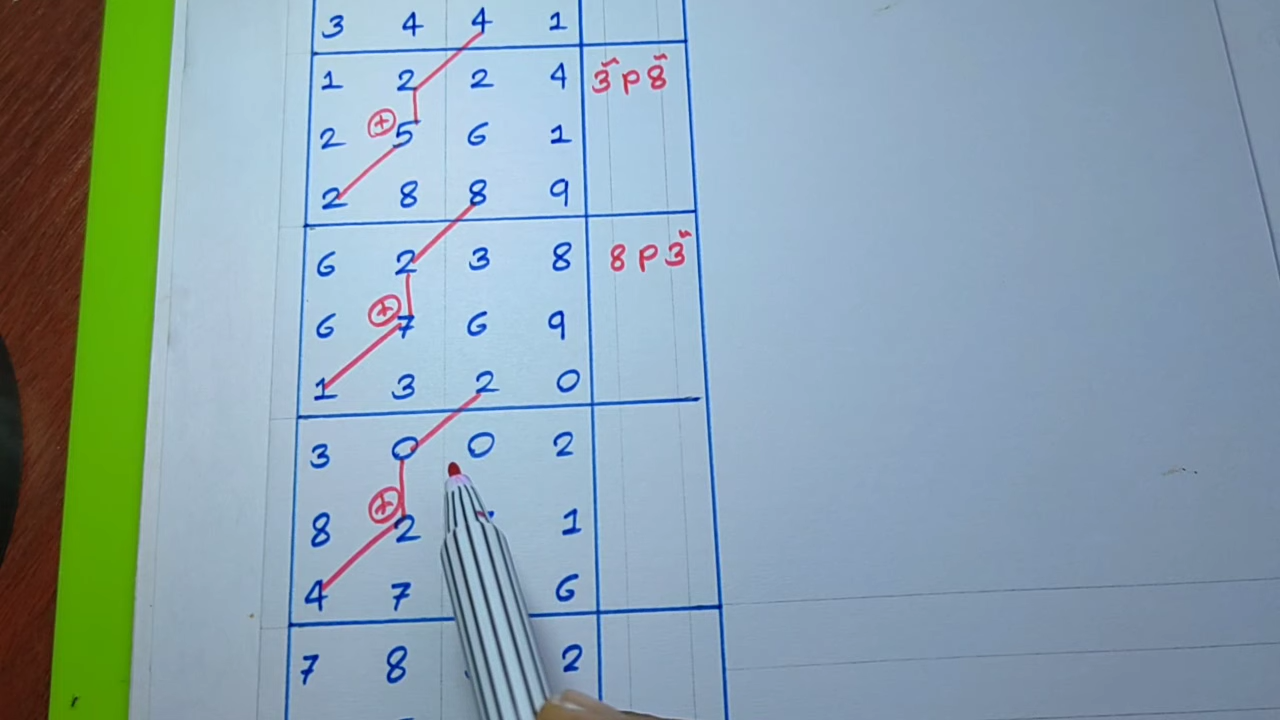 3 4 4 1
1 2 2 4 3̃ p 8̃
2 + 5 6 1
2 8 8 9
6 2 3 8 8 p 3̃
6 + 7 6 9
1 3 2 0
3 0 0 2
8 + 2 1
4 7 6
7 8 2